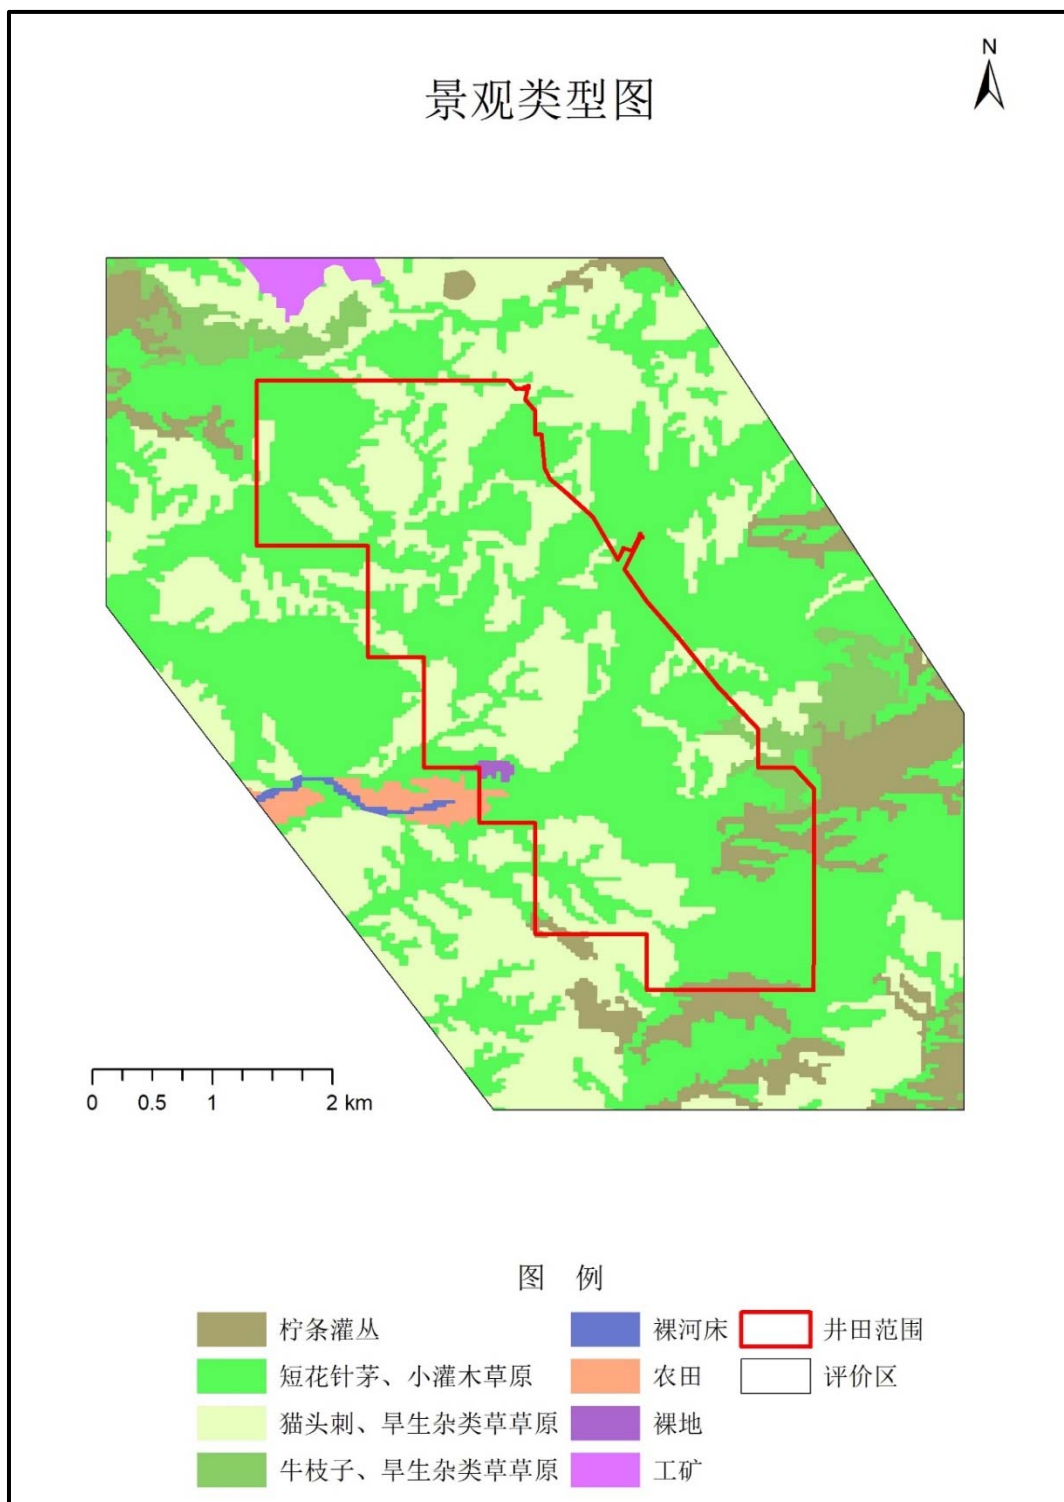 N
景观类型图
0 0.5 1 2 km
图 例
柠条灌丛 裸河床 井田范围
短花针茅、小灌木草原 农田 评价区
猫头刺、旱生杂类草草原 裸地
牛枝子、旱生杂类草草原 工矿